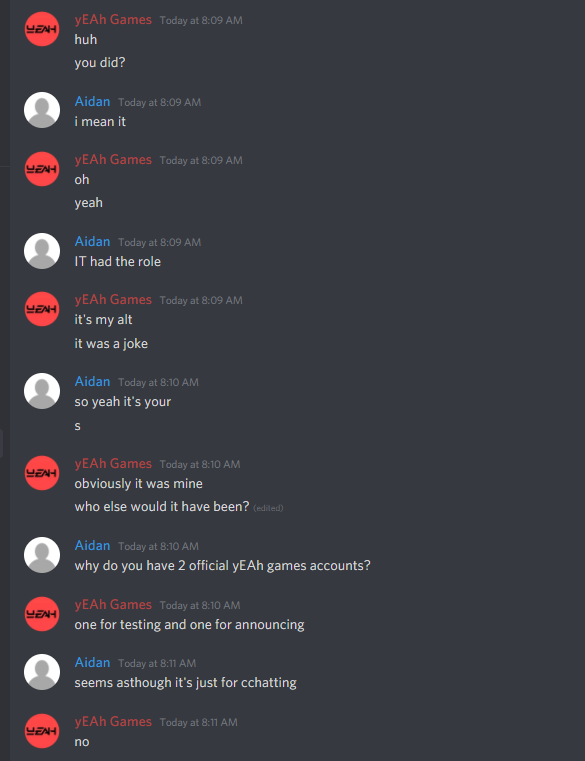 yEAh Games Today at 8:09 AM
huh
you did?
Aidan Today at 8:09 AM
i mean it
yEAh Games Today at 8:09 AM
oh
yeah
Aidan Today at 8:09 AM
IT had the role
yEAh Games Today at 8:09 AM
it's my alt
it was a joke
Aidan Today at 8:10 AM
so yeah it's your
s
yEAh Games Today at 8:10 AM
obviously it was mine
who else would it have been? (edited)
Aidan Today at 8:10 AM
why do you have 2 official yEAh games accounts?
yEAh Games Today at 8:10 AM
one for testing and one for announcing
Aidan Today at 8:11 AM
seems asthough it's just for cchatting
yEAh Games Today at 8:11 AM
no